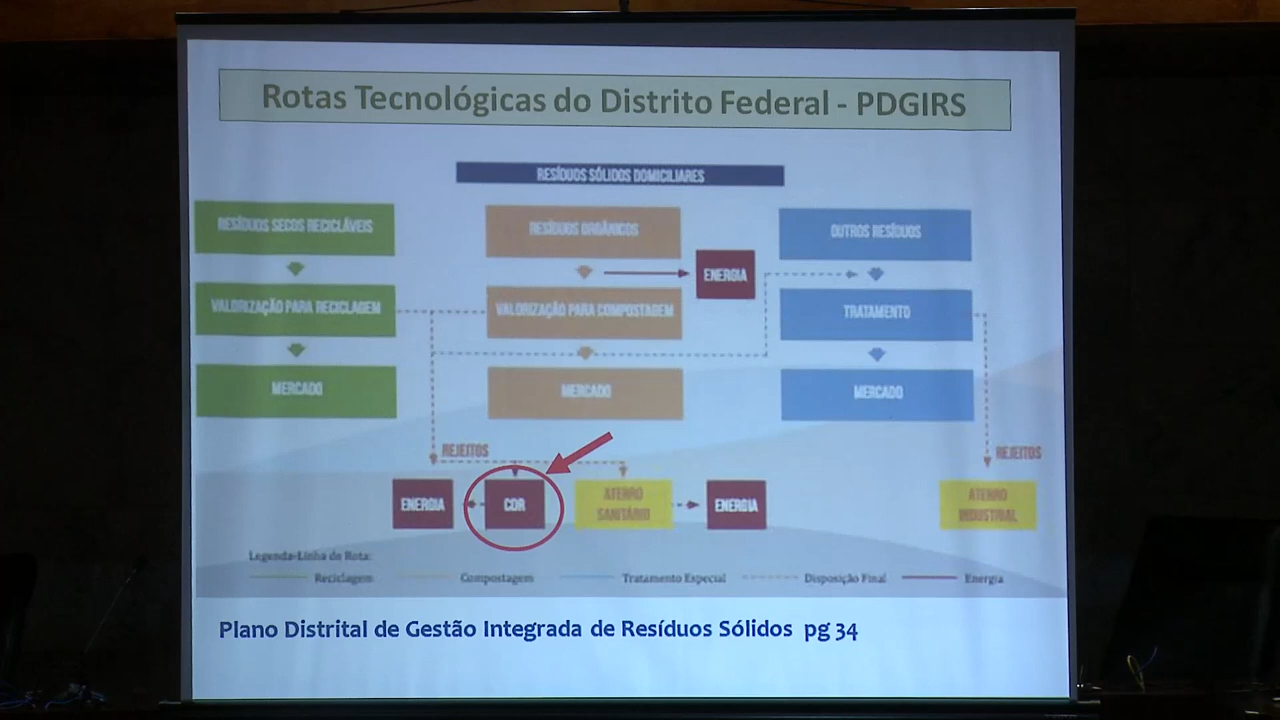 Rotas Tecnológicas do Distrito Federal - PDGIRS
RESÍDUOS SÓLIDOS DOMICILIARES
RESÍDUOS SECOS RECICLÁVEIS
RESÍDUOS ORGÂNICOS
OUTROS RESÍDUOS
ENERGIA
VALORIZAÇÃO PARA RECICLAGEM
VALORIZAÇÃO PARA COMPOSTAGEM
TRATAMENTO
MERCADO
MERCADO
MERCADO
REJEITOS
REJEITOS
ENERGIA
CDR
ATERRO
SANITÁRIO
ENERGIA
ATERRO
INDUSTRIAL
Legenda-Linha de Rota:
Reciclagem
Compostagem
Tratamento Especial
Disposição Final
Energia
Plano Distrital de Gestão Integrada de Resíduos Sólidos pg 34